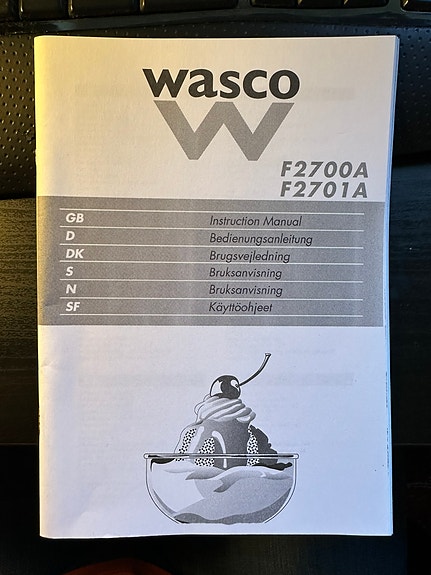 wasco
W
F2700A
F2701A
GB Instruction Manual
D Bedienungsanleitung
DK Brugsvejledning
S Bruksanvisning
N Bruksanvisning
SF Käyttöohjeet